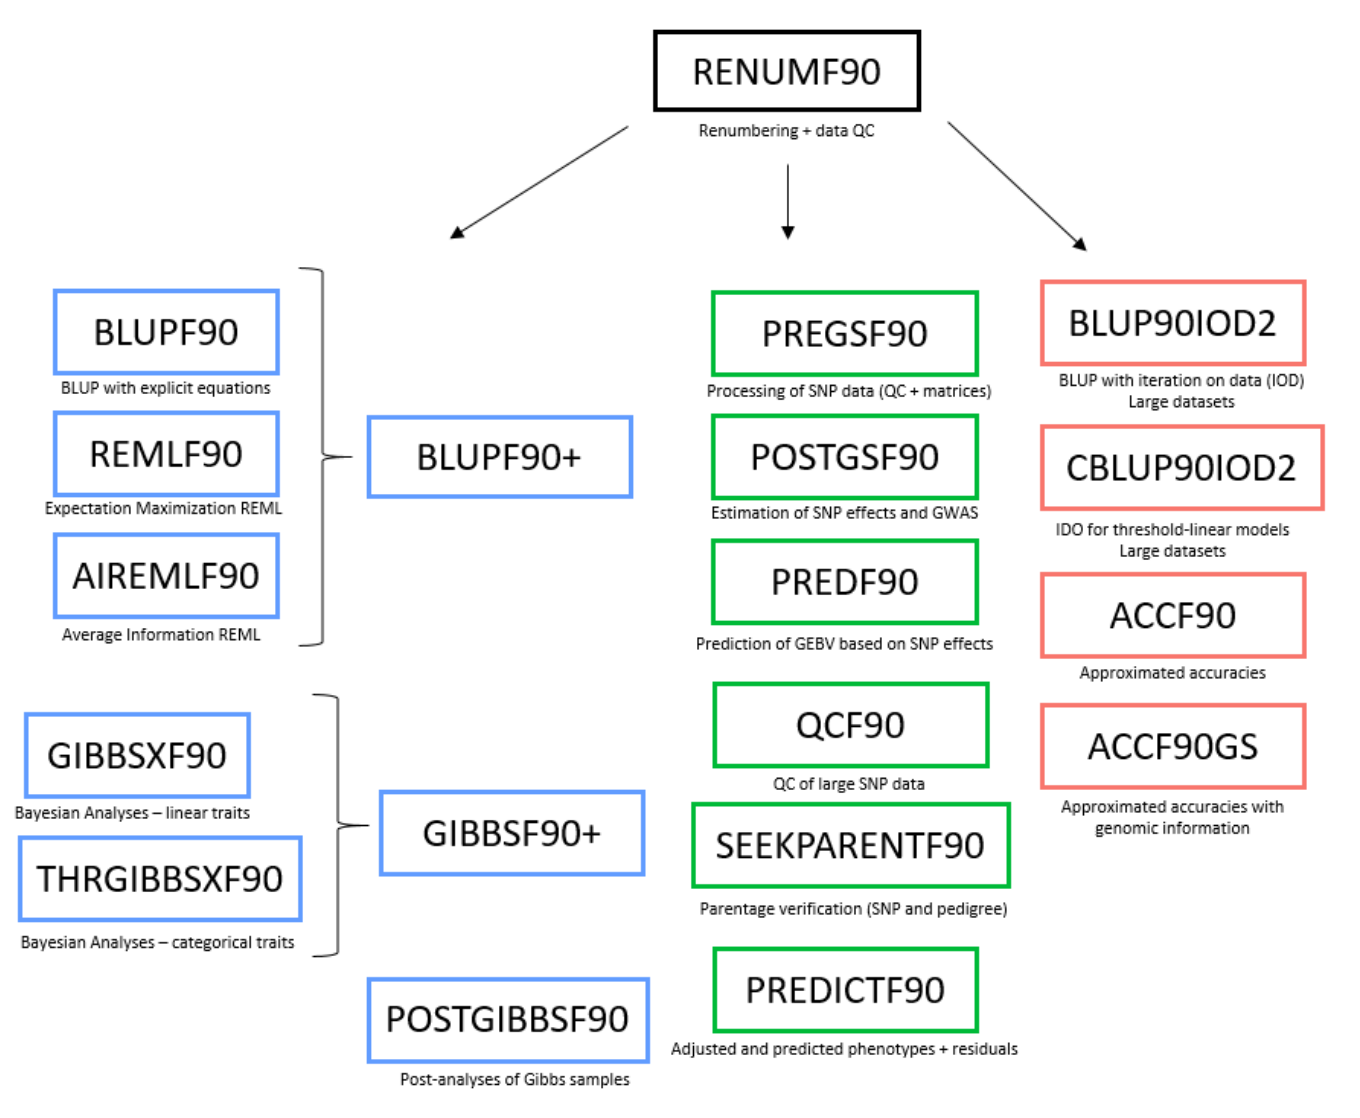 RENUMF90
Renumbering + data QC
BLUPF90
BLUP with explicit equations
REMLF90
Expectation Maximization REML
AIREMLF90
Average Information REML
BLUPF90+
GIBBSXF90
Bayesian Analyses – linear traits
THRGIBBSXF90
Bayesian Analyses – categorical traits
GIBBSF90+
POSTGIBBSF90
Post-analyses of Gibbs samples
PREGSF90
Processing of SNP data (QC + matrices)
POSTGSF90
Estimation of SNP effects and GWAS
PREDF90
Prediction of GEBV based on SNP effects
QCF90
QC of large SNP data
SEEKPARENTF90
Parentage verification (SNP and pedigree)
PREDICTF90
Adjusted and predicted phenotypes + residuals
BLUP90IOD2
BLUP with iteration on data (IOD)
Large datasets
CBLUP90IOD2
IDO for threshold-linear models
Large datasets
ACCF90
Approximated accuracies
ACCF90GS
Approximated accuracies with
genomic information